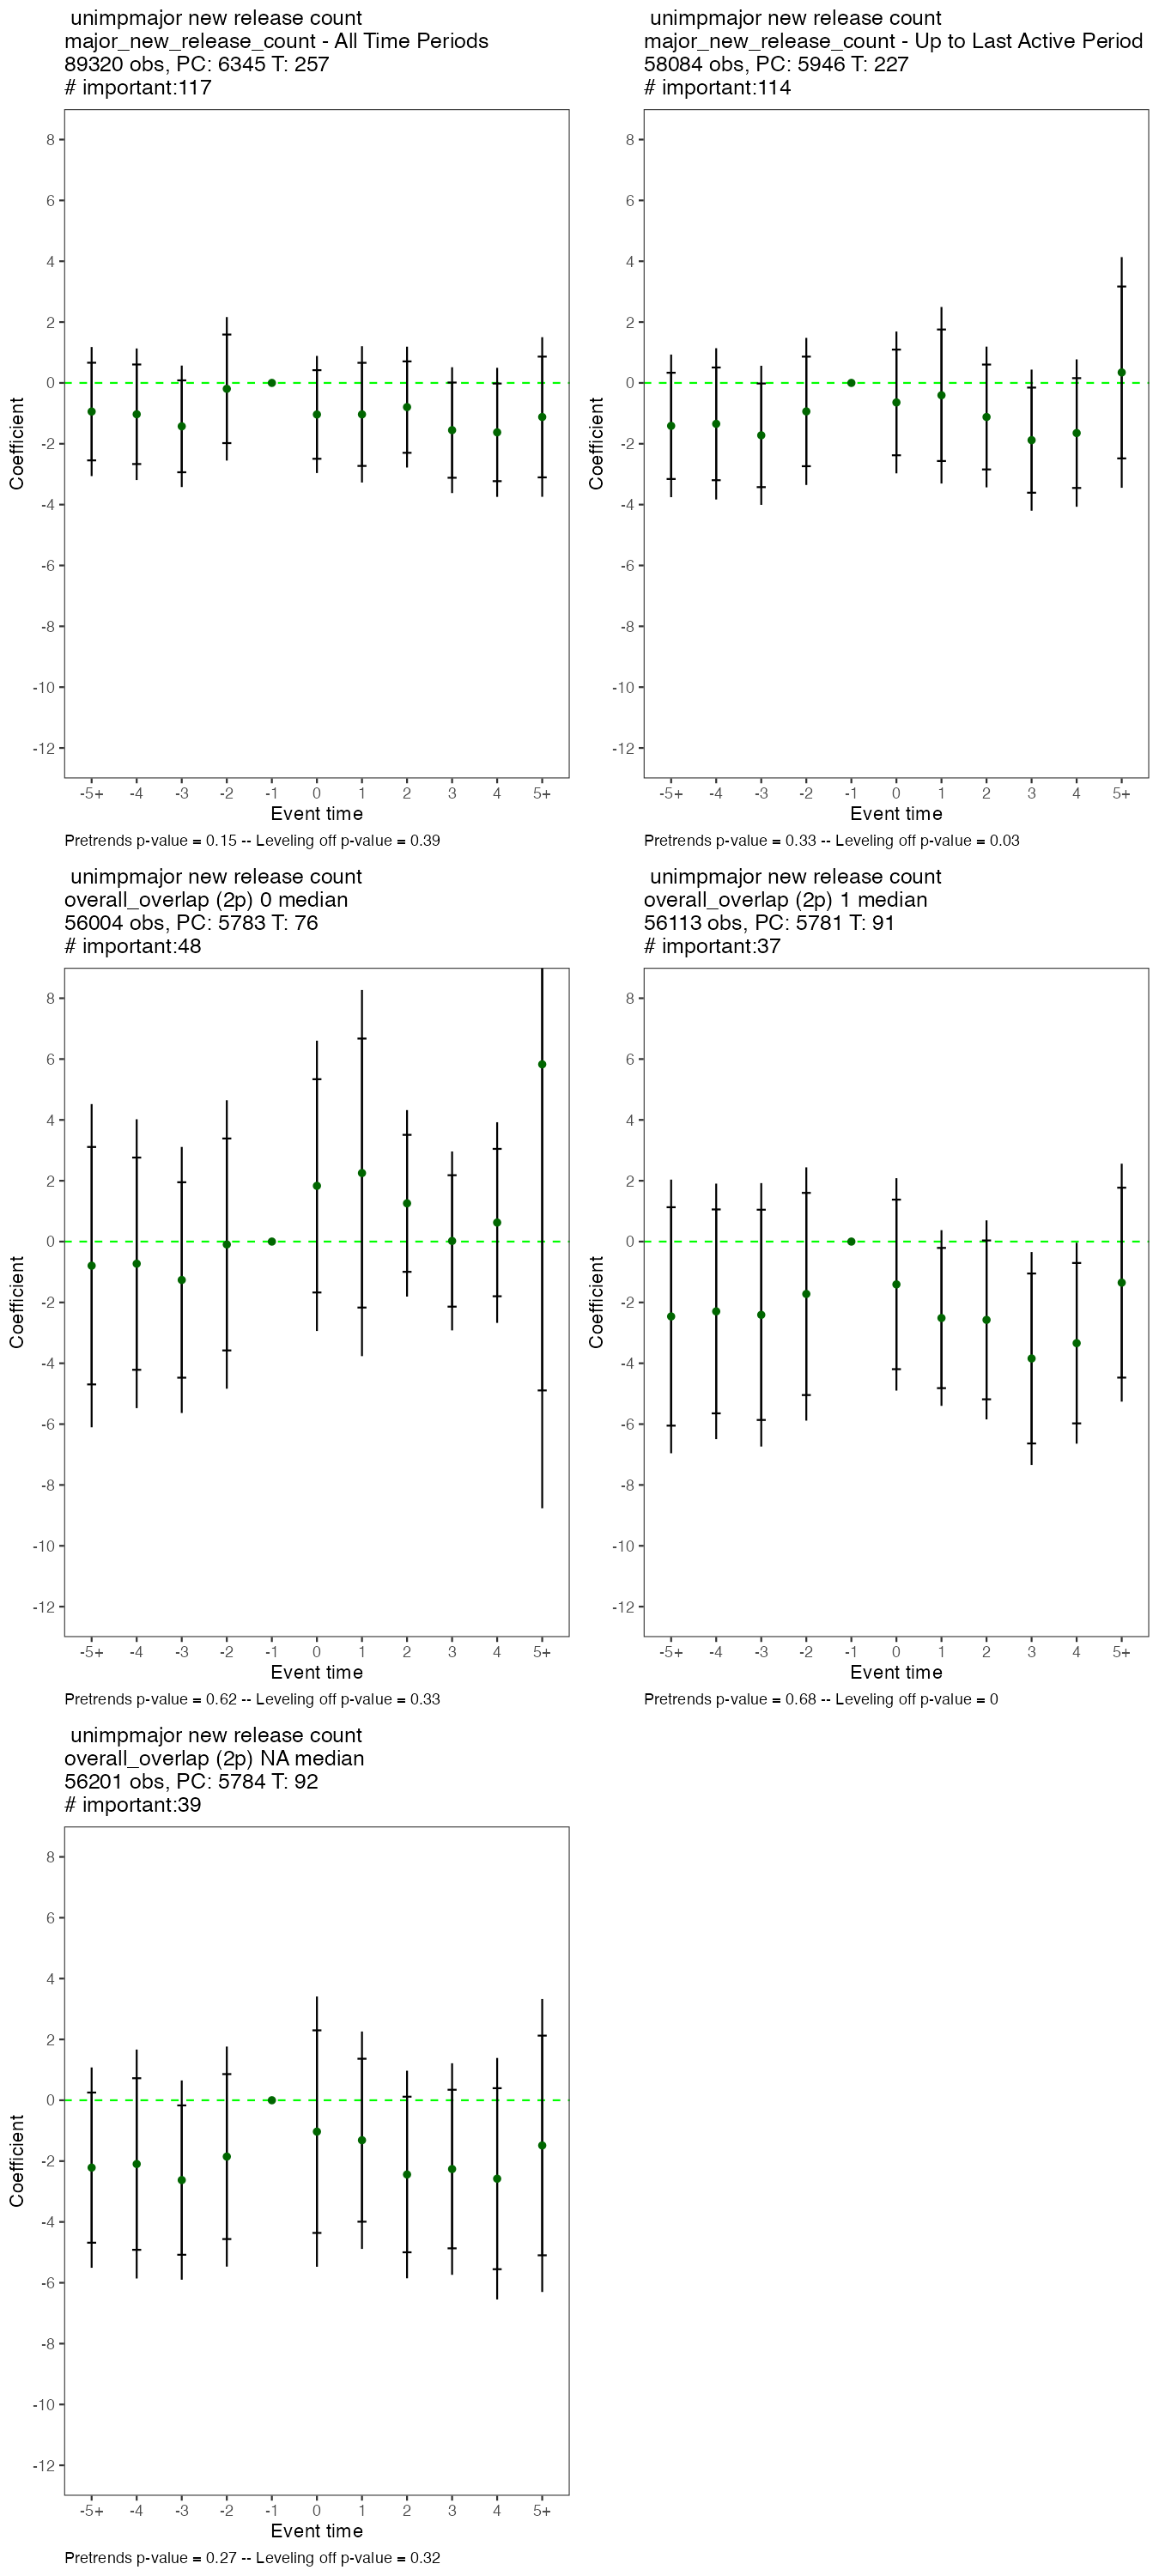 unimpmajor new release count
major_new_release_count - All Time Periods
89320 obs, PC: 6345 T: 257
# important:117
8
6
4
2
0
-2
-4
-6
-8
-10
-12
Coefficient
-5+ -4 -3 -2 -1 0 1 2 3 4 5+
Event time
Pretrends p-value = 0.15 -- Leveling off p-value = 0.39
unimpmajor new release count
major_new_release_count - Up to Last Active Period
58084 obs, PC: 5946 T: 227
# important:114
8
6
4
2
0
-2
-4
-6
-8
-10
-12
Coefficient
-5+ -4 -3 -2 -1 0 1 2 3 4 5+
Event time
Pretrends p-value = 0.33 -- Leveling off p-value = 0.03
unimpmajor new release count
overall_overlap (2p) 0 median
56004 obs, PC: 5783 T: 76
# important:48
8
6
4
2
0
-2
-4
-6
-8
-10
-12
Coefficient
-5+ -4 -3 -2 -1 0 1 2 3 4 5+
Event time
Pretrends p-value = 0.62 -- Leveling off p-value = 0.33
unimpmajor new release count
overall_overlap (2p) 1 median
56113 obs, PC: 5781 T: 91
# important:37
8
6
4
2
0
-2
-4
-6
-8
-10
-12
Coefficient
-5+ -4 -3 -2 -1 0 1 2 3 4 5+
Event time
Pretrends p-value = 0.68 -- Leveling off p-value = 0
unimpmajor new release count
overall_overlap (2p) NA median
56201 obs, PC: 5784 T: 92
# important:39
8
6
4
2
0
-2
-4
-6
-8
-10
-12
Coefficient
-5+ -4 -3 -2 -1 0 1 2 3 4 5+
Event time
Pretrends p-value = 0.27 -- Leveling off p-value = 0.32